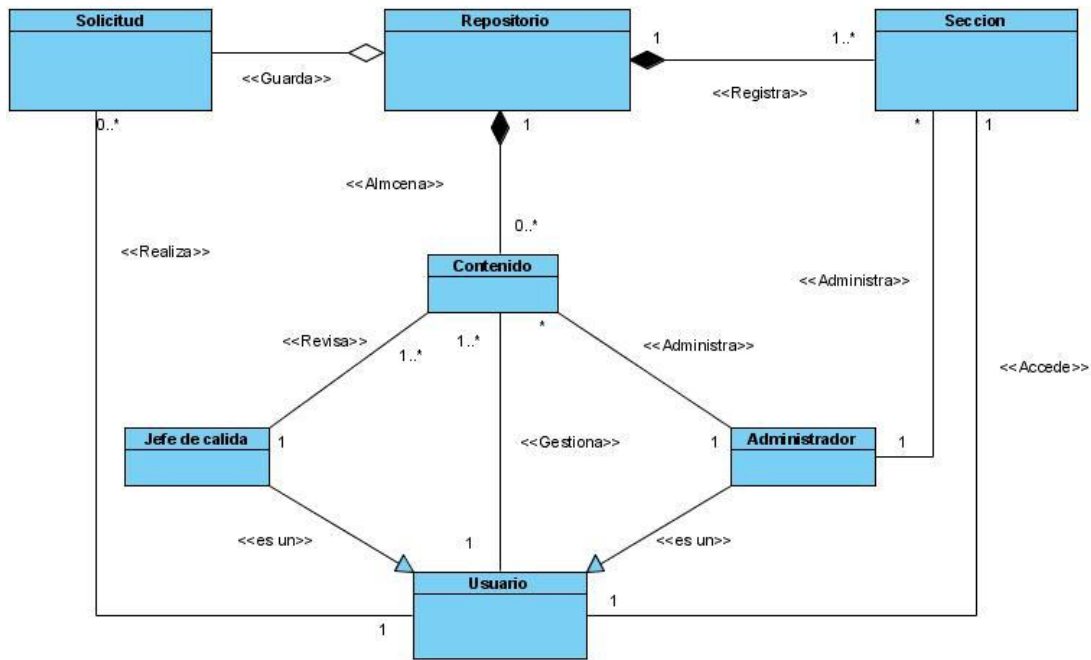 Solicitud
Repositorio
Seccion
1
1..*
<<Guarda>>
<<Registra>>
0..*
1
*
1
<<Almcena>>
0..*
<<Realiza>>
Contenido
<<Administra>>
<<Revisa>>
1..*
1..*
*
<<Administra>>
<<Accede>>
Jefe de calida
1
<<Gestiona>>
1
Administrador
1
<<es un>>
1
<<es un>>
Usuario
1
1